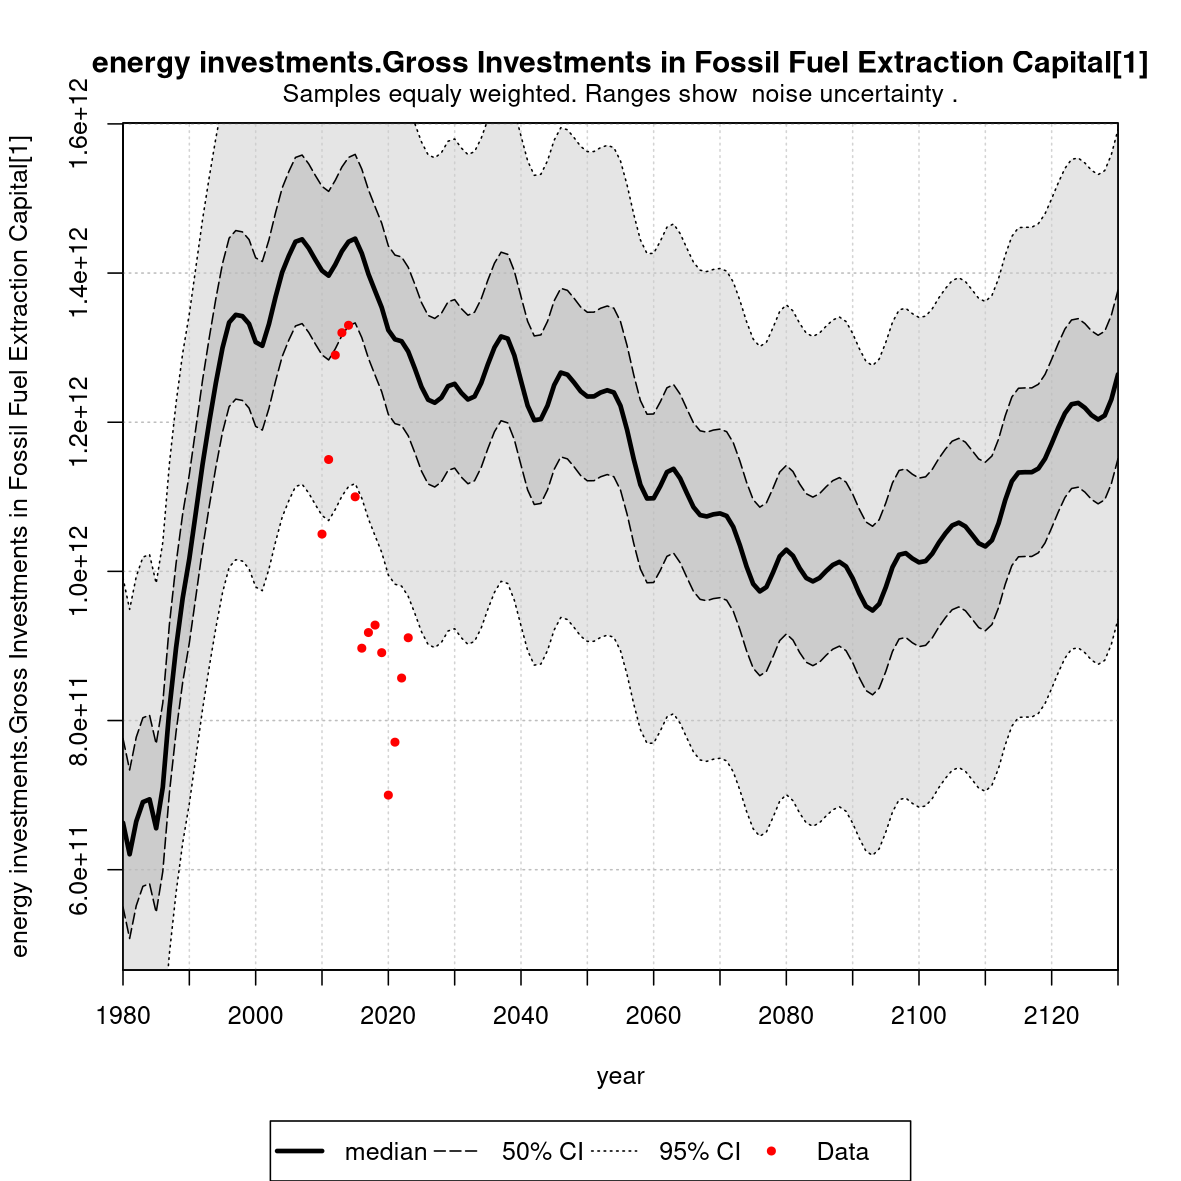 energy investments.Gross Investments in Fossil Fuel Extraction Capital[1]
Samples equaly weighted. Ranges show  noise uncertainty .
energy investments.Gross Investments in Fossil Fuel Extraction Capital[1]
1.6e+12
1.4e+12
1.2e+12
1.0e+12
8.0e+11
6.0e+11
1980 2000 2020 2040 2060 2080 2100 2120
year
median 50% CI 95% CI Data